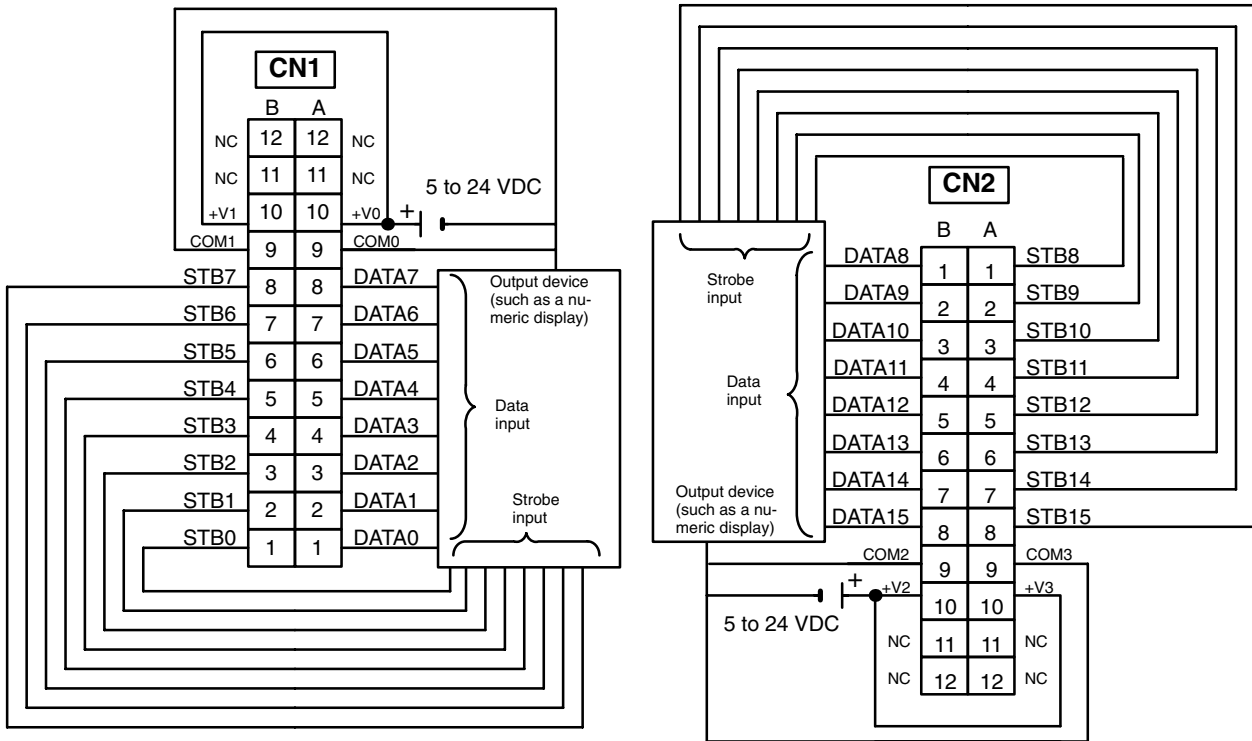 CN1
B A
NC 12 12 NC
NC 11 11 NC
5 to 24 VDC
+V1 10 10 +V0 +
COM1 9 9 COM0
STB7 8 8 DATA7
STB6 7 7 DATA6
STB5 6 6 DATA5
STB4 5 5 DATA4
STB3 4 4 DATA3
STB2 3 3 DATA2
STB1 2 2 DATA1
STB0 1 1 DATA0
Output device
(such as a nu-
meric display)
Data
input
Strobe
input
CN2
B A
DATA8 1 1 STB8
DATA9 2 2 STB9
DATA10 3 3 STB10
DATA11 4 4 STB11
DATA12 5 5 STB12
DATA13 6 6 STB13
DATA14 7 7 STB14
DATA15 8 8 STB15
COM2 9 9 COM3
+ +V2 10 10 +V3
5 to 24 VDC
NC 11 11 NC
NC 12 12 NC
Strobe
input
Data
input
Output device
(such as a nu-
meric display)